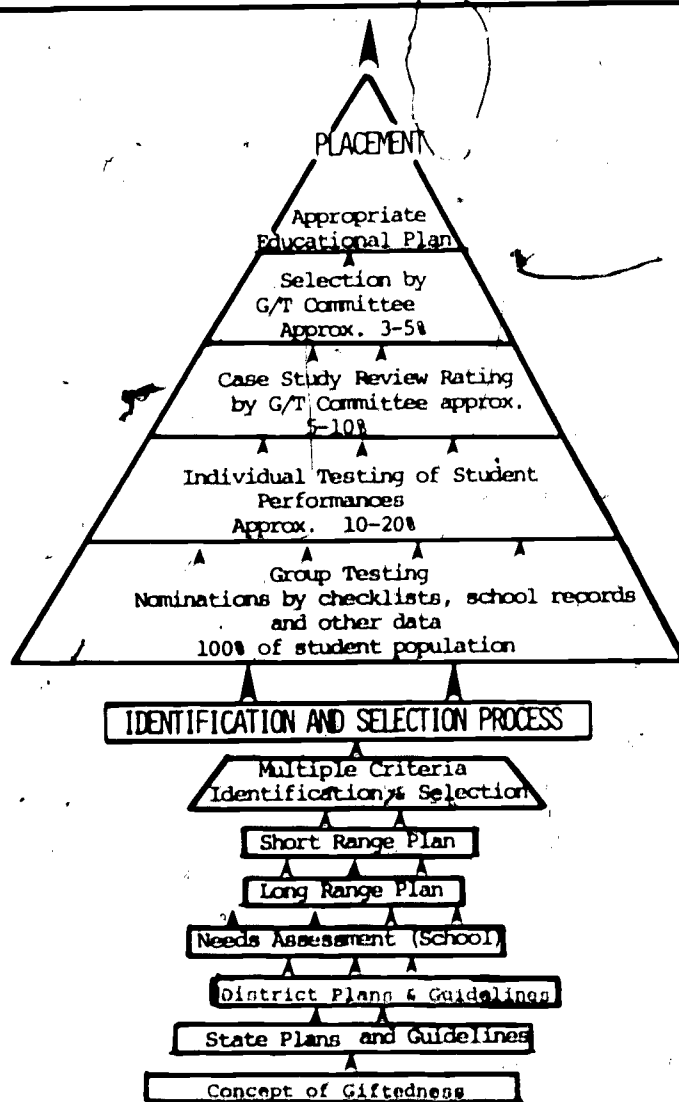 PLACEMENT
Appropriate
Educational Plan
Selection by
G/T Committee
Approx. 3-5%
Case Study Review Rating
by G/T Committee approx.
5-10%
Individual Testing of Student
Performances
Approx. 10-20%
Group Testing
Nominations by checklists, school records
and other data
100% of student population
IDENTIFICATION AND SELECTION PROCESS
Multiple Criteria
Identification & Selection
Short Range Plan
Long Range Plan
Needs Assessment (School)
District Plans & Guidelines
State Plans and Guidelines
Concept of Giftedness